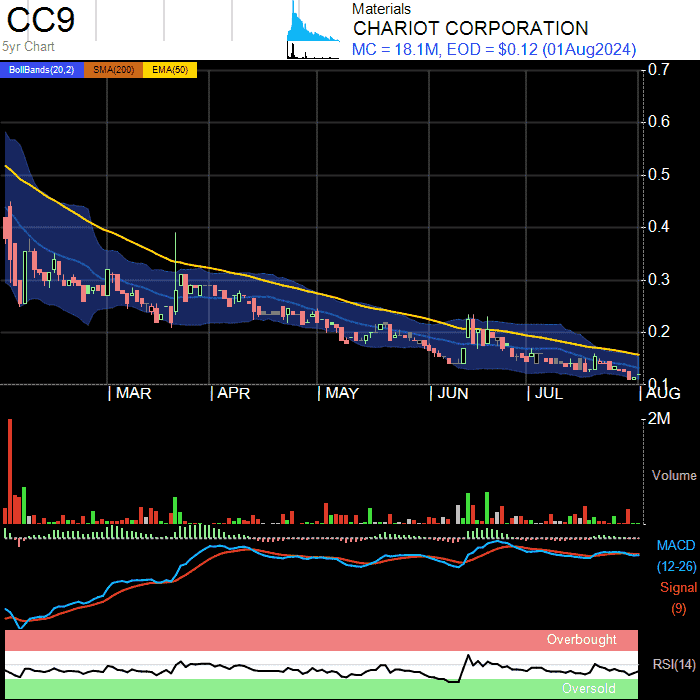 CC9
5yr Chart
Materials
CHARIOT CORPORATION
MC = 18.1M, EOD = $0.12 (01Aug2024)
BollBands(20,2) SMA(200) EMA(50)
0.7
0.6
0.5
0.4
0.3
0.2
0.1
MAR APR MAY JUN JUL AUG
2M
Volume
MACD
(12-26)
Signal
(9)
Overbought
RSI(14)
Oversold